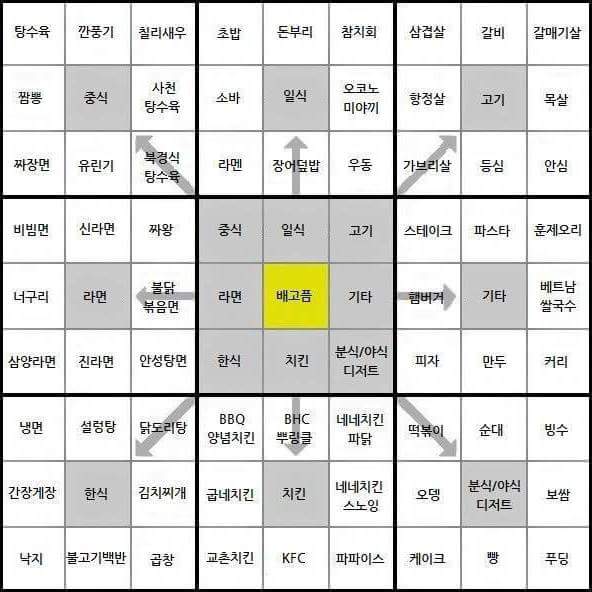 탕수육 깐풍기 칠리새우 초밥 돈부리 참치회 삼겹살 갈비 갈매기살
짬뽕 중식 사천 탕수육 소바 일식 오코노 미야끼 항정살 고기 목살
짜장면 유린기 북경식 탕수육 라멘 장어덮밥 우동 가브리살 등심 안심
비빔면 신라면 짜왕 중식 일식 고기 스테이크 파스타 훈제오리
너구리 라면 불닭 볶음면 라면 배고픔 기타 햄버거 기타 베트남 쌀국수
삼양라면 진라면 안성탕면 한식 치킨 분식/야식 디저트 피자 만두 커리
냉면 설렁탕 닭도리탕 BBQ 양념치킨 BHC 뿌링클 네네치킨 파닭 떡볶이 순대 빙수
간장게장 한식 김치찌개 굽네치킨 치킨 네네치킨 스노잉 오뎅 분식/야식 디저트 보쌈
낙지 불고기백반 곱창 교촌치킨 KFC 파파이스 케이크 빵 푸딩